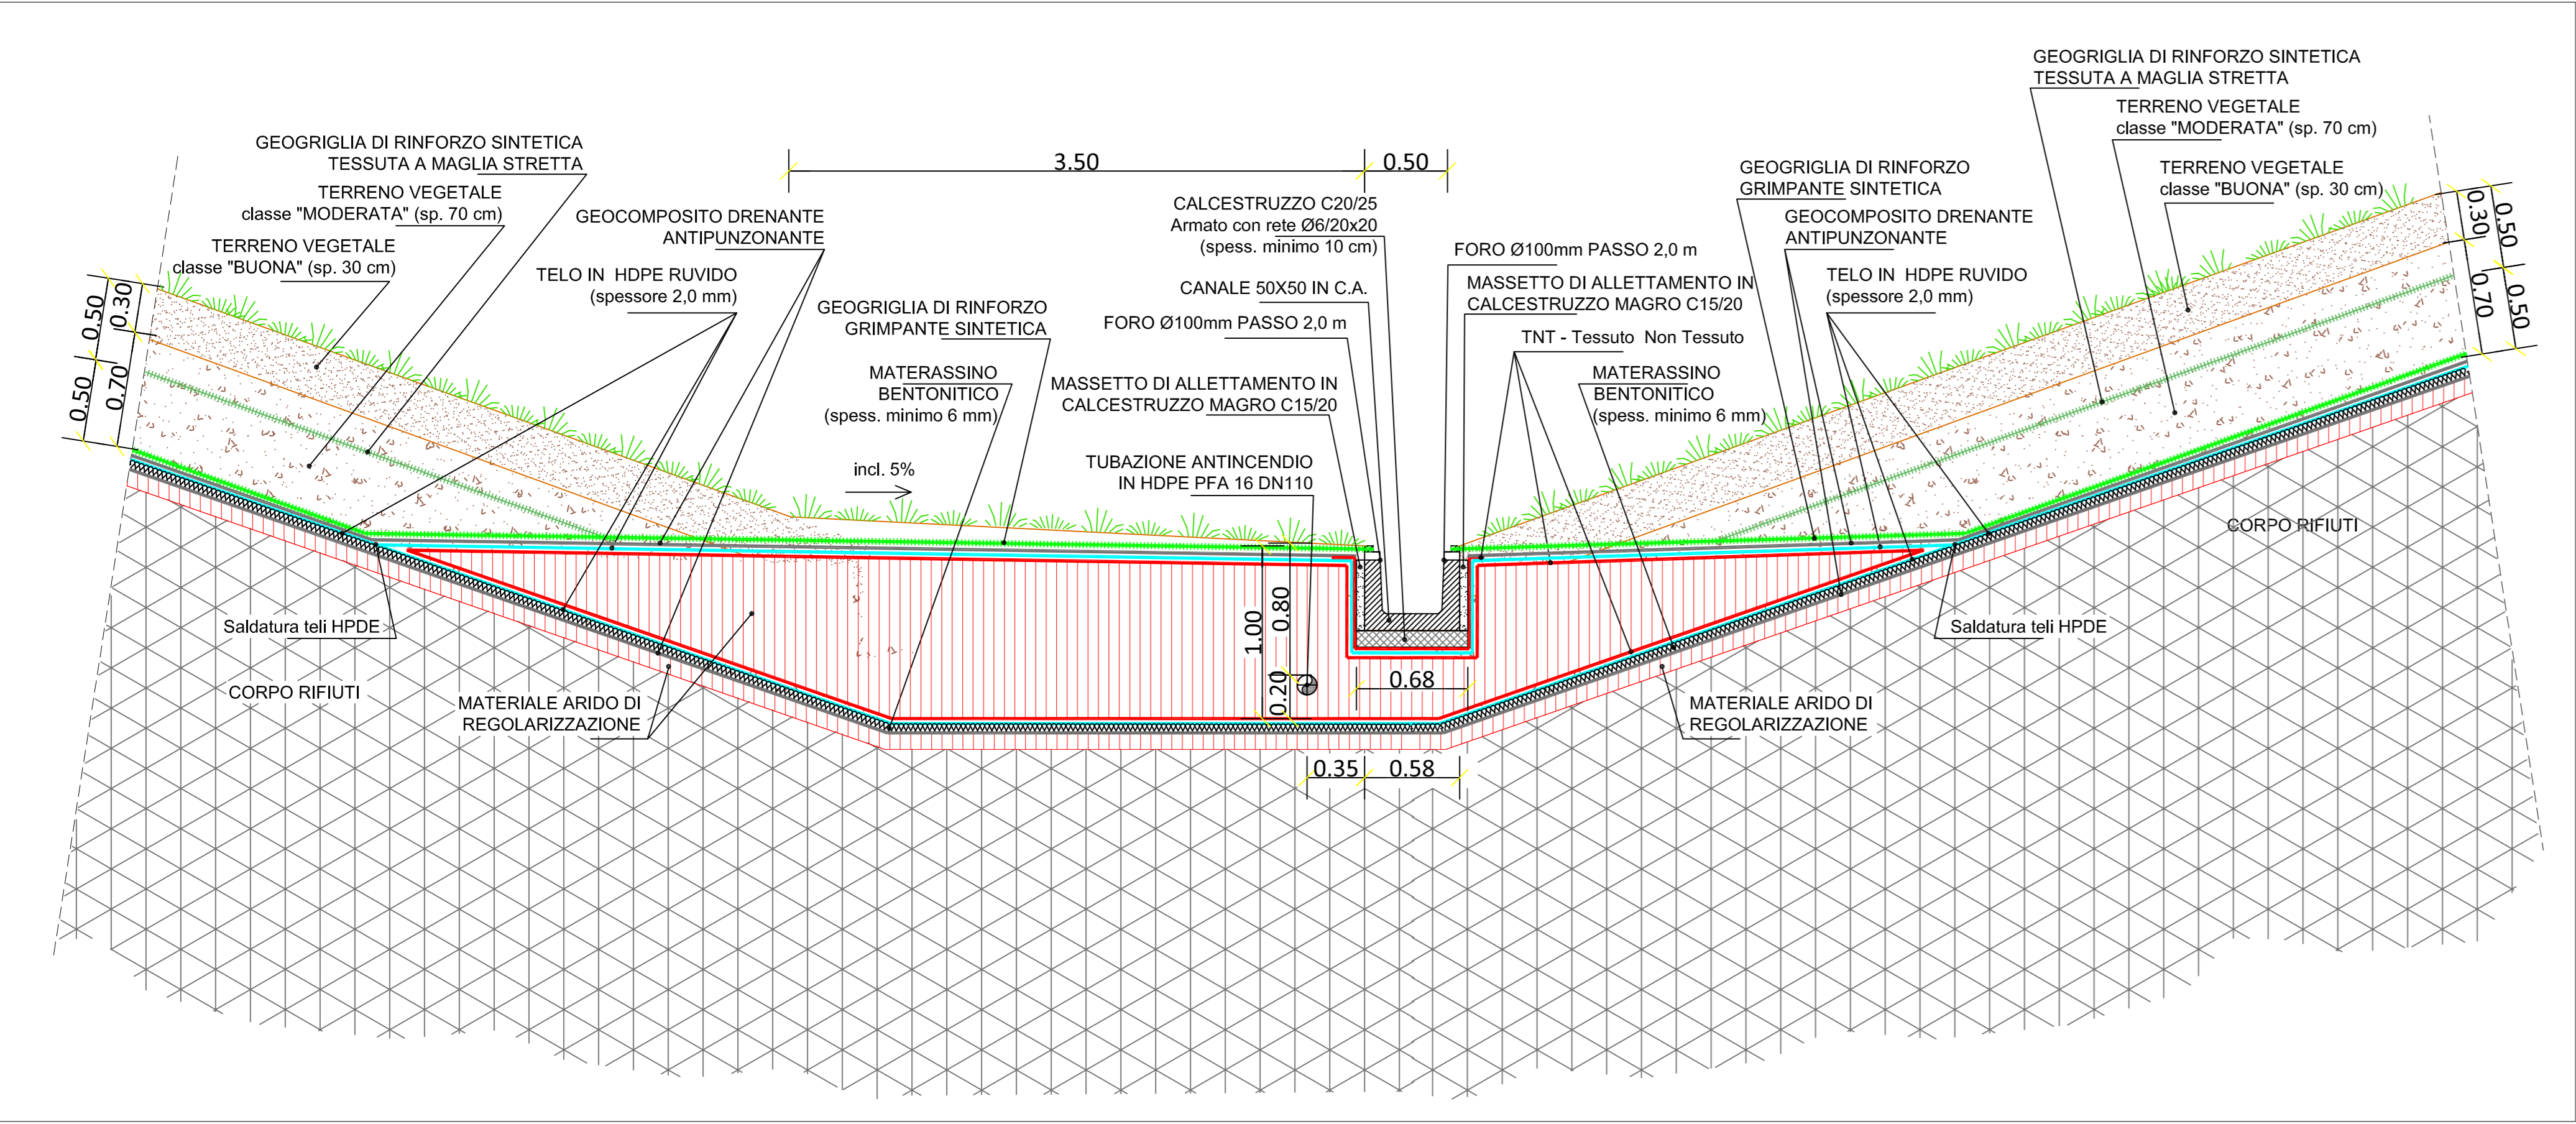 GEOGRIGLIA DI RINFORZO SINTETICA
TESSUTA A MAGLIA STRETTA
TERRENO VEGETALE
classe "MODERATA" (sp. 70 cm)
TERRENO VEGETALE
classe "BUONA" (sp. 30 cm)
GEOCOMPOSITO DRENANTE
ANTIPUNZONANTE
TELO IN  HDPE RUVIDO
(spessore 2,0 mm)
GEOGRIGLIA DI RINFORZO
GRIMPANTE SINTETICA
MATERASSINO
BENTONITICO
(spess. minimo 6 mm)
incl. 5%
3.50
0.50
CALCESTRUZZO C20/25
Armato con rete Ø6/20x20
(spess. minimo 10 cm)
CANALE 50X50 IN C.A.
FORO Ø100mm PASSO 2,0 m
MASSETTO DI ALLETTAMENTO IN
CALCESTRUZZO MAGRO C15/20
TUBAZIONE ANTINCENDIO
IN HDPE PFA 16 DN110
FORO Ø100mm PASSO 2,0 m
MASSETTO DI ALLETTAMENTO IN
CALCESTRUZZO MAGRO C15/20
TNT - Tessuto  Non Tessuto
MATERASSINO
BENTONITICO
(spess. minimo 6 mm)
GEOGRIGLIA DI RINFORZO SINTETICA
TESSUTA A MAGLIA STRETTA
TERRENO VEGETALE
classe "MODERATA" (sp. 70 cm)
TERRENO VEGETALE
classe "BUONA" (sp. 30 cm)
GEOGRIGLIA DI RINFORZO
GRIMPANTE SINTETICA
GEOCOMPOSITO DRENANTE
ANTIPUNZONANTE
TELO IN  HDPE RUVIDO
(spessore 2,0 mm)
0.50
0.30
0.50
0.70
0.30
0.50
0.70
0.50
CORPO RIFIUTI
Saldatura teli HPDE
CORPO RIFIUTI
MATERIALE ARIDO DI
REGOLARIZZAZIONE
1.00
0.80
0.20
0.68
0.35
0.58
Saldatura teli HPDE
MATERIALE ARIDO DI
REGOLARIZZAZIONE